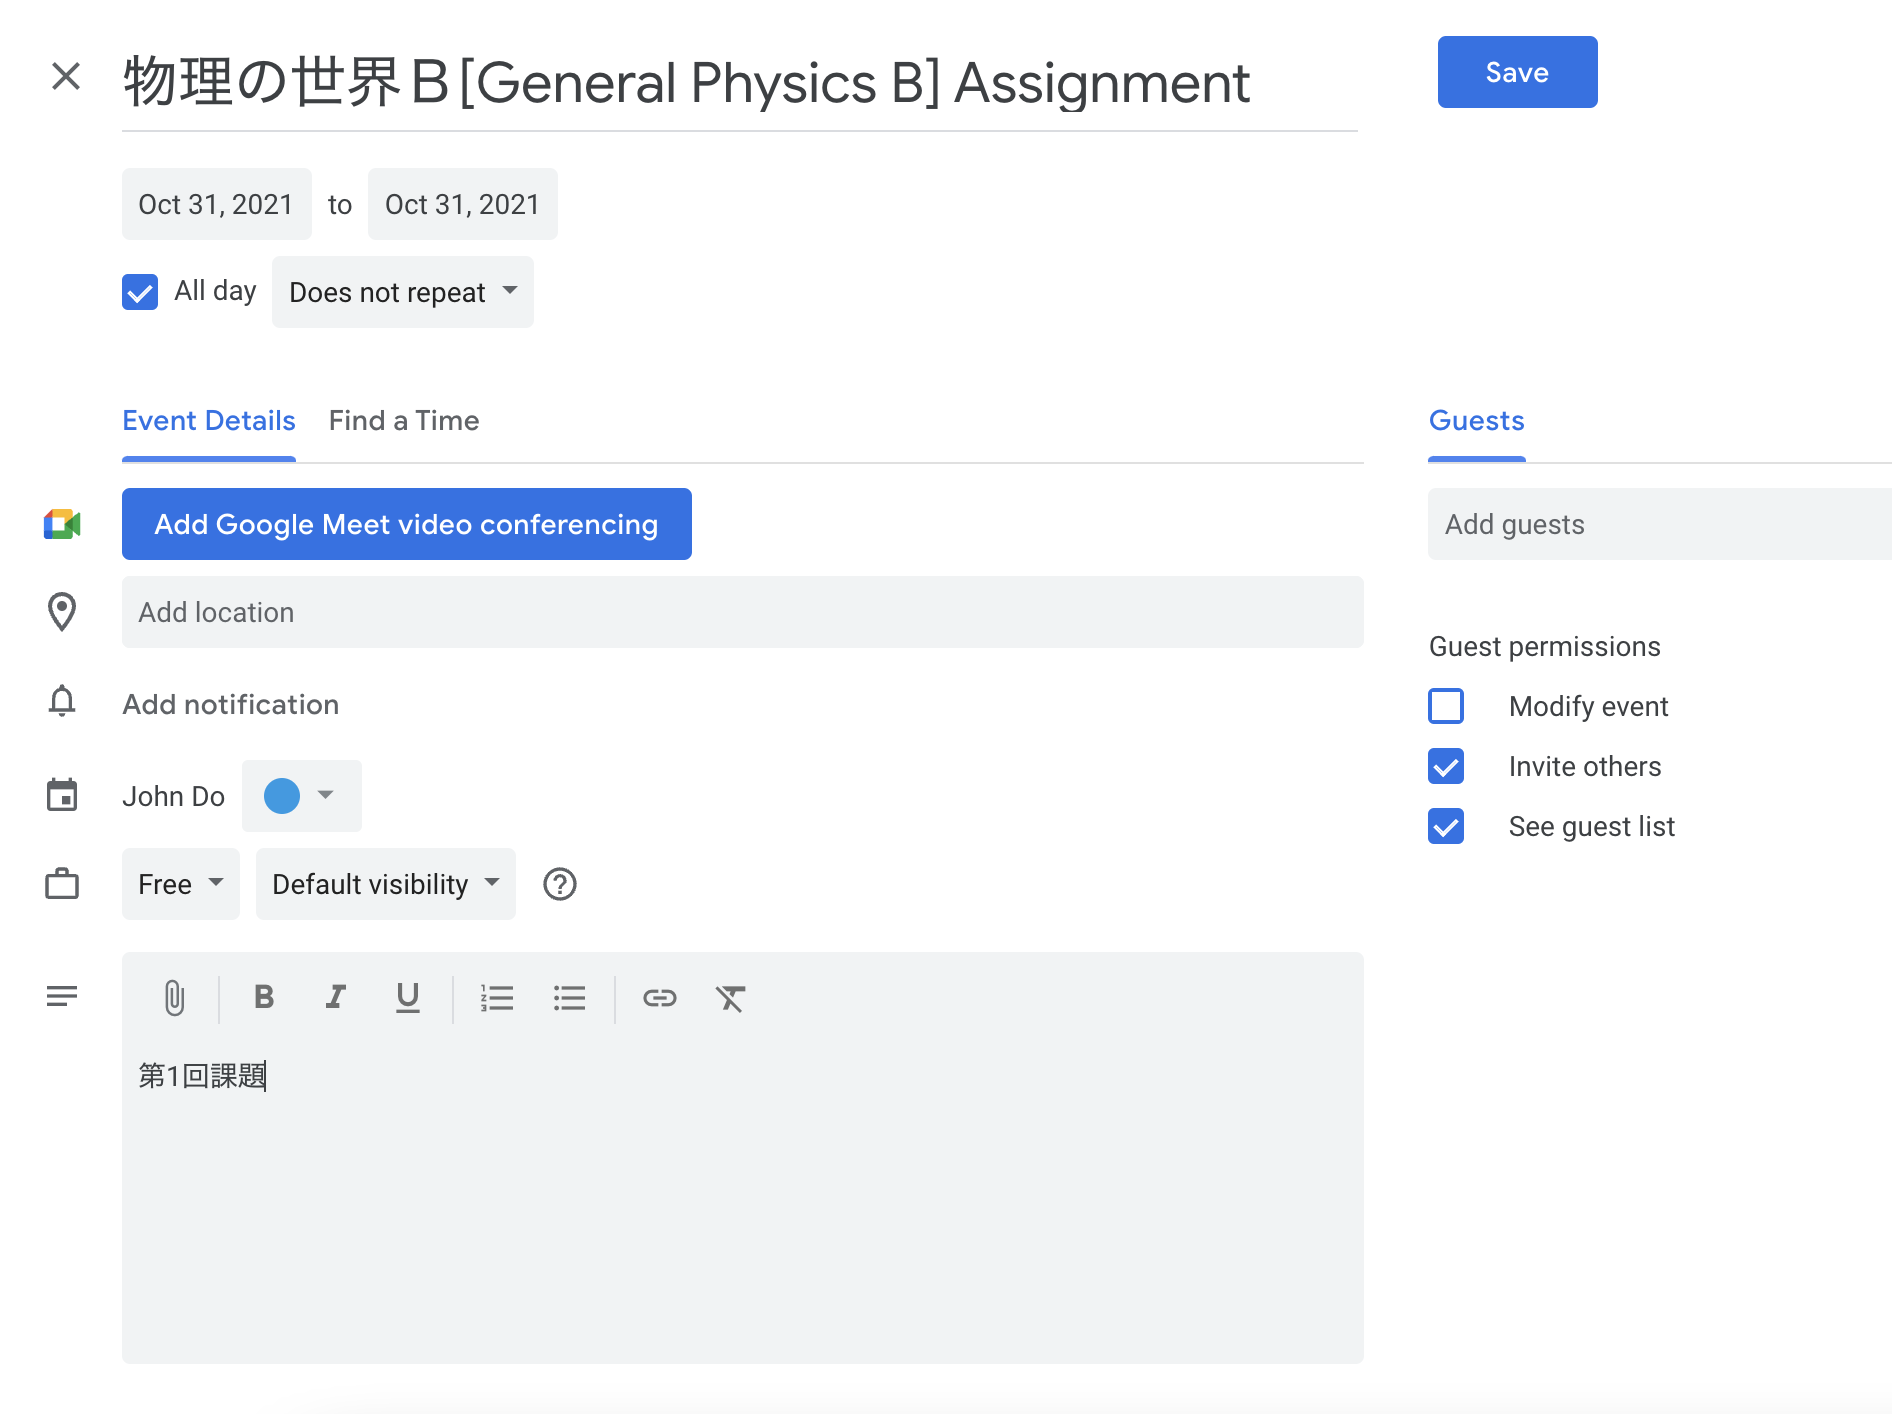 物理の世界B [General Physics B] Assignment
Save
Oct 31, 2021 to Oct 31, 2021
All day Does not repeat
Event Details Find a Time
Guests
Add Google Meet video conferencing
Add guests
Add location
Guest permissions
Add notification
Modify event
Invite others
John Do
See guest list
Free Default visibility
B I U
第1回課題